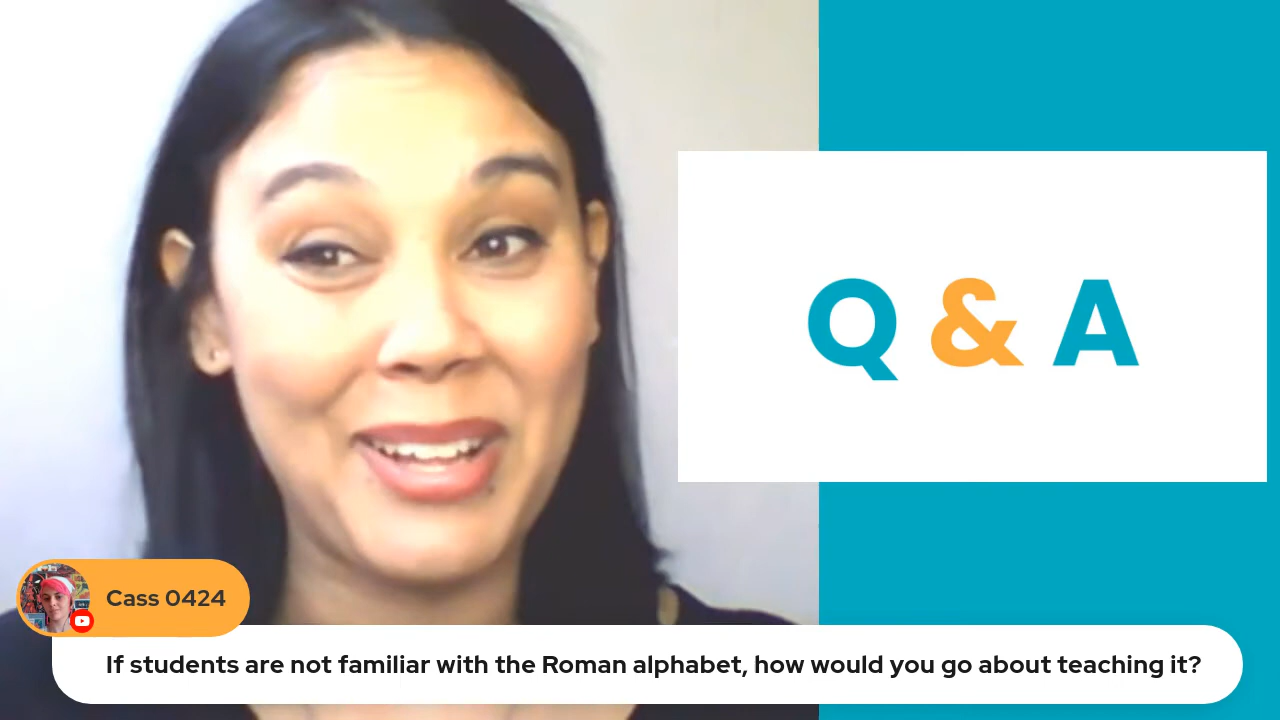 Q & A
Cass 0424
If students are not familiar with the Roman alphabet, how would you go about teaching it?